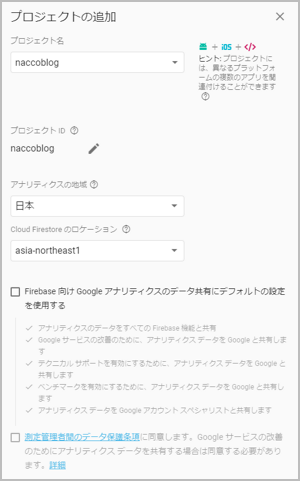 プロジェクトの追加
プロジェクト名
naccoblog
+ iOS + </>
ヒント: プロジェクト
には、異なるプラットフォ
ームの複数のアプリを関
連付けることができます
プロジェクト ID
naccoblog
アナリティクスの地域
日本
Cloud Firestore のロケーション
asia-northeast1
Firebase 向け Google アナリティクスのデータ共有にデフォルトの設定
を使用する
アナリティクスのデータをすべての Firebase 機能と共有
Google サービスの改善のために、アナリティクス データを Google と共有しま
す
テクニカル サポートを有効にするために、アナリティクス データを Google と
共有します
ベンチマークを有効にするために、アナリティクス データを Google と共有し
ます
アナリティクス データを Google アカウント スペシャリストと共有します
測定管理者間のデータ保護条項に同意します。Google サービスの改善
のためにアナリティクス データを共有する場合は同意する必要があり
ます。詳細